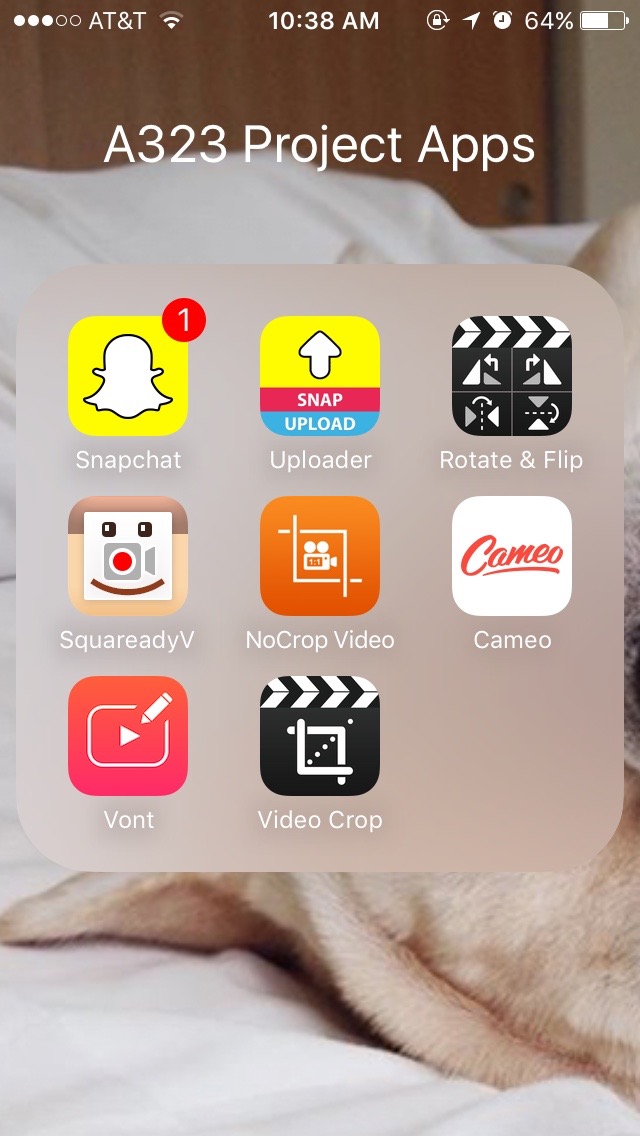 AT&T 10:38 AM 64%
A323 Project Apps
1
SNAP
UPLOAD
Snapchat Uploader Rotate & Flip
1:1
Cameo
SquareadyV NoCrop Video Cameo
Vont Video Crop